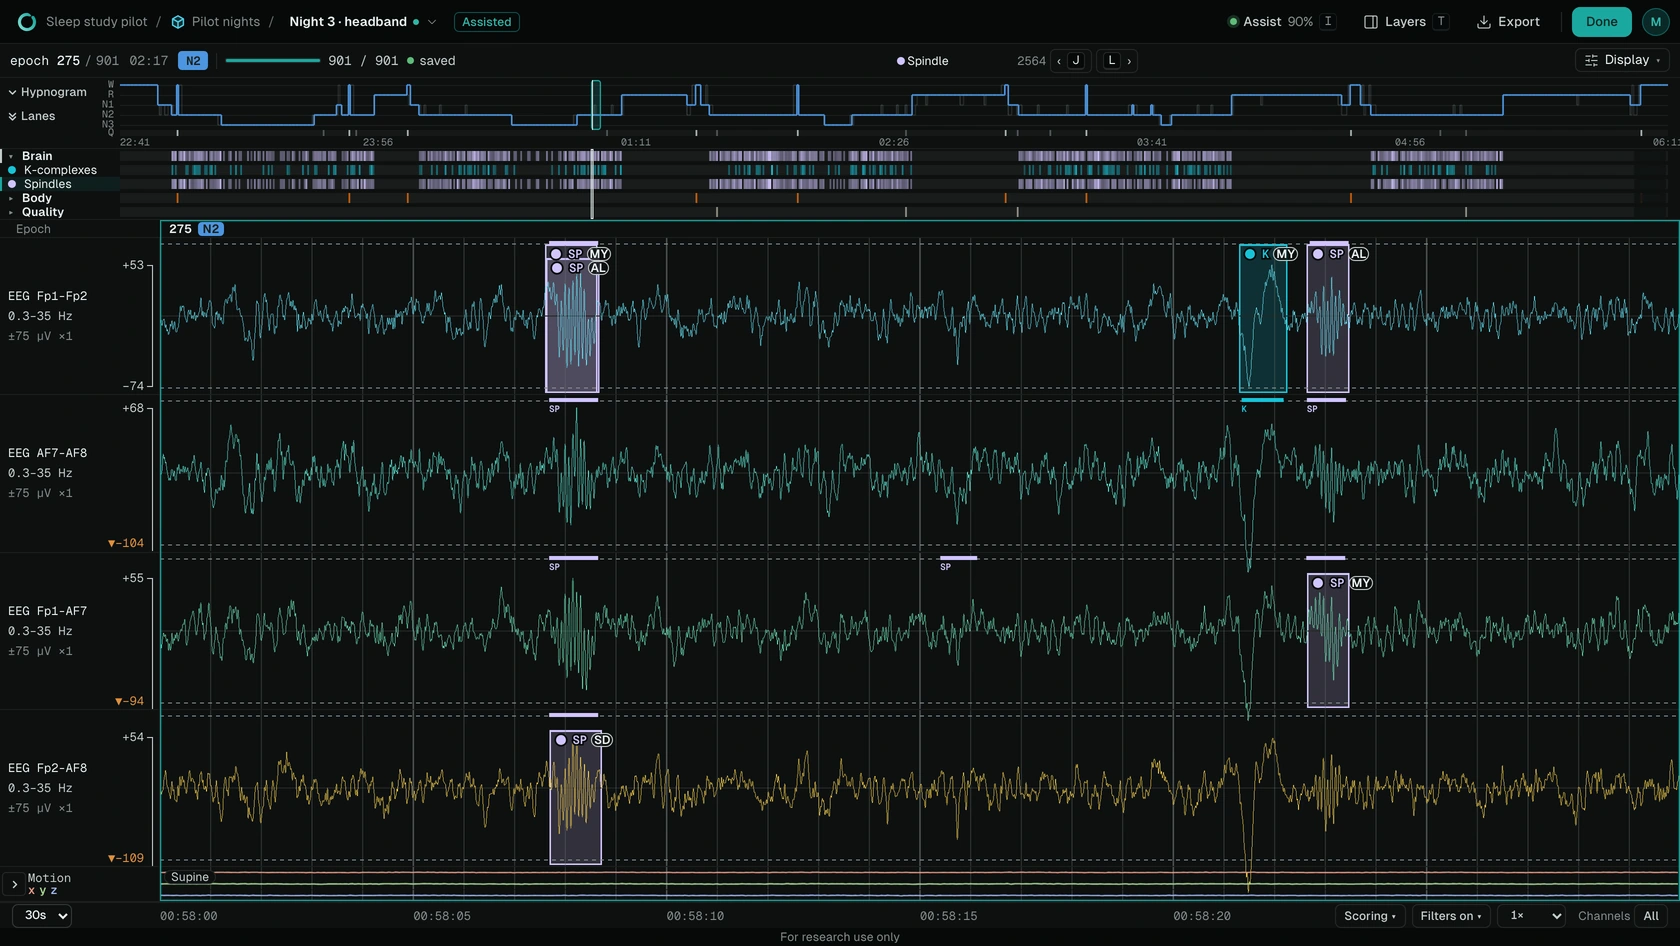 Sleep study pilot / Pilot nights / Night 3 · headband Assisted Assist 90% I Layers T Export Done M
epoch 275 / 901 02:17 N2 901 / 901 saved Spindle 2564 ‹ J L › Display
Hypnogram
Lanes
W
R
N1
N2
N3
Q
22:41 23:56 01:11 02:26 03:41 04:56
Brain
K-complexes
Spindles
Body
Quality
Epoch 275 N2
SP MY K MY SP AL
SP AL
+53
EEG Fp1-Fp2
0.3-35 Hz
±75 µV ×1
-74
+68 SP K SP
EEG AF7-AF8
0.3-35 Hz
±75 µV ×1
▼-104
SP SP
+55 SP MY
EEG Fp1-AF7
0.3-35 Hz
±75 µV ×1
▼-94
+54 SP SD
EEG Fp2-AF8
0.3-35 Hz
±75 µV ×1
▼-109
Motion Supine
x y z
30s 00:58:00 00:58:05 00:58:10 00:58:15 00:58:20 Scoring Filters on 1× Channels All
For research use only